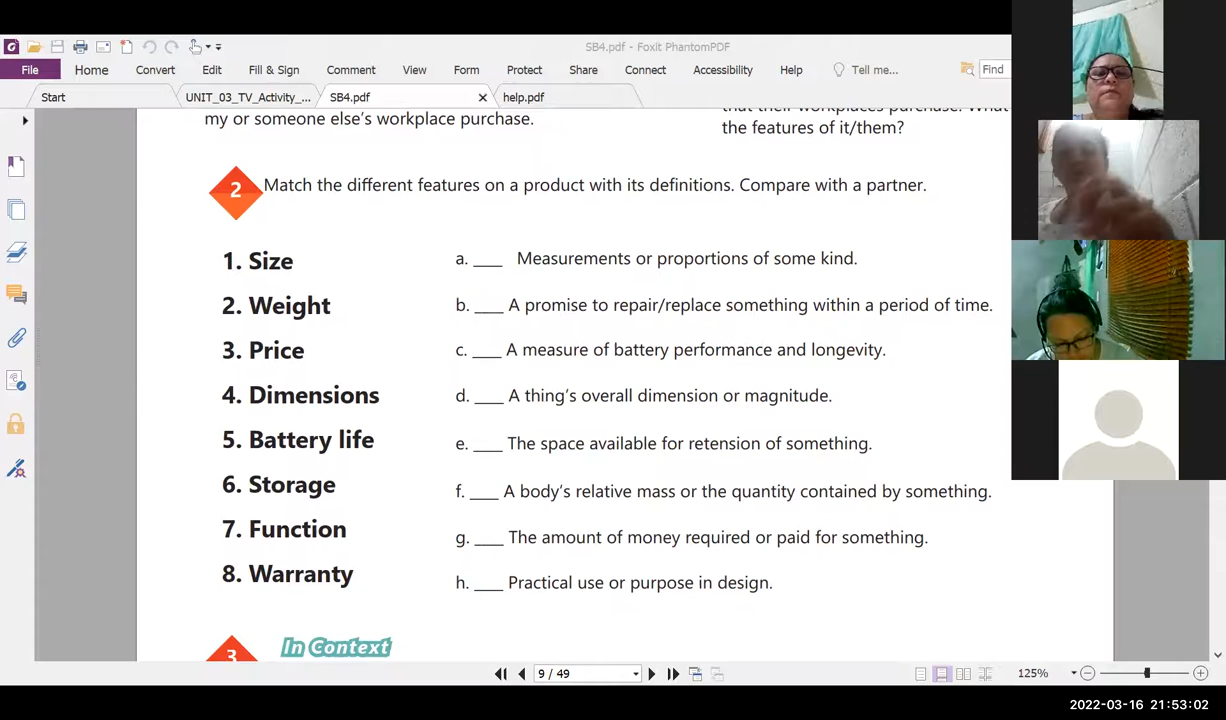 SB4.pdf - Foxit PhantomPDF
File Home Convert Edit Fill & Sign Comment View Form Protect Share Connect Accessibility Help Tell me... Find
Start UNIT_03_TV_Activity_... SB4.pdf help.pdf
my or someone else's workplace purchase.
that their workplaces purchase. What
the features of it/them?
2 Match the different features on a product with its definitions. Compare with a partner.
1. Size
2. Weight
3. Price
4. Dimensions
5. Battery life
6. Storage
7. Function
8. Warranty
a. ___ Measurements or proportions of some kind.
b. ___ A promise to repair/replace something within a period of time.
c. ___ A measure of battery performance and longevity.
d. ___ A thing's overall dimension or magnitude.
e. ___ The space available for retension of something.
f. ___ A body's relative mass or the quantity contained by something.
g. ___ The amount of money required or paid for something.
h. ___ Practical use or purpose in design.
3 In Context
9 / 49
125%
2022-03-16 21:53:02